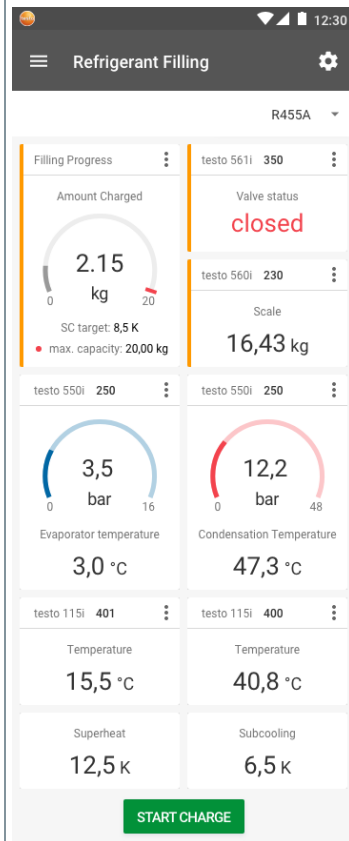 12:30
Refrigerant Filling
R455A
Filling Progress
Amount Charged
2.15
kg
0 20
SC target: 8,5 K
max. capacity: 20,00 kg
testo 561i 350
Valve status
closed
testo 560i 230
Scale
16,43 kg
testo 550i 250
3,5
bar
0 16
Evaporator temperature
3,0 °C
testo 550i 250
12,2
bar
0 48
Condensation Temperature
47,3 °C
testo 115i 401
Temperature
15,5 °C
testo 115i 400
Temperature
40,8 °C
Superheat
12,5 K
Subcooling
6,5 K
START CHARGE